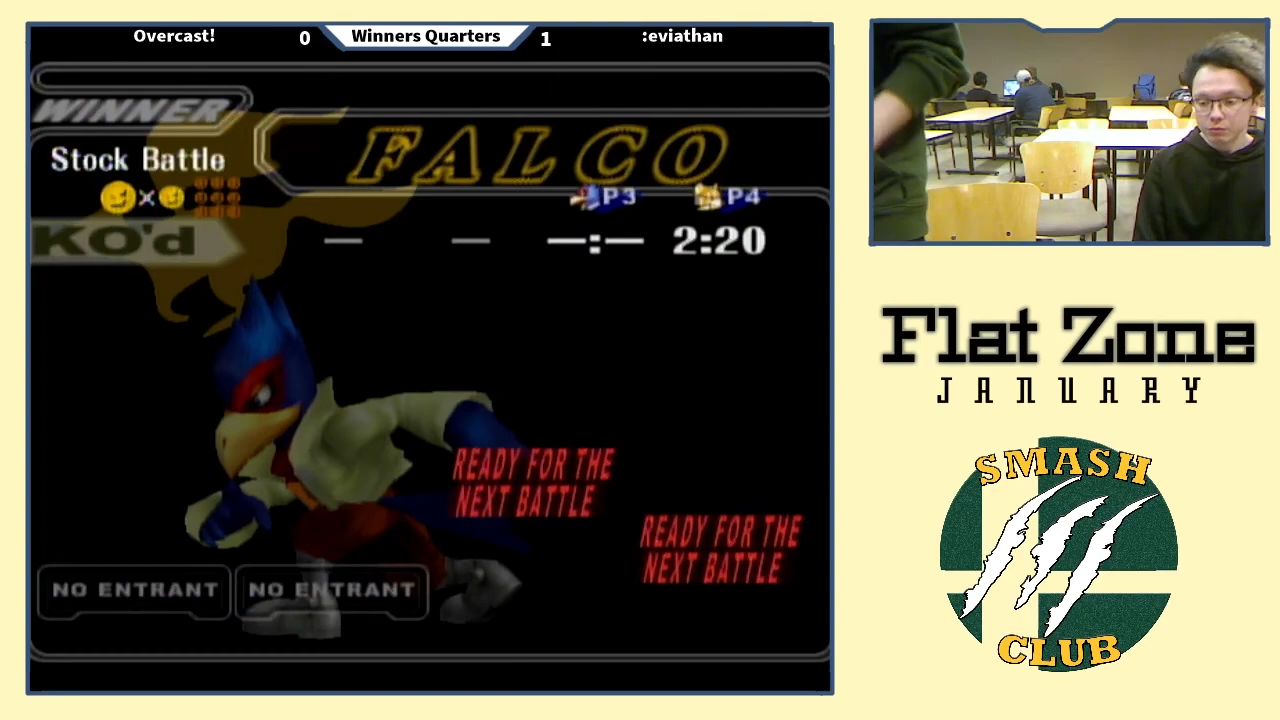 Overcast! 0 Winners Quarters 1 :eviathan
WINNER
FALCO
Stock Battle
P3 P4
KO'd — — —:— 2:20
READY FOR THE
NEXT BATTLE
READY FOR THE
NEXT BATTLE
NO ENTRANT NO ENTRANT
Flat Zone
JANUARY
SMASH
CLUB